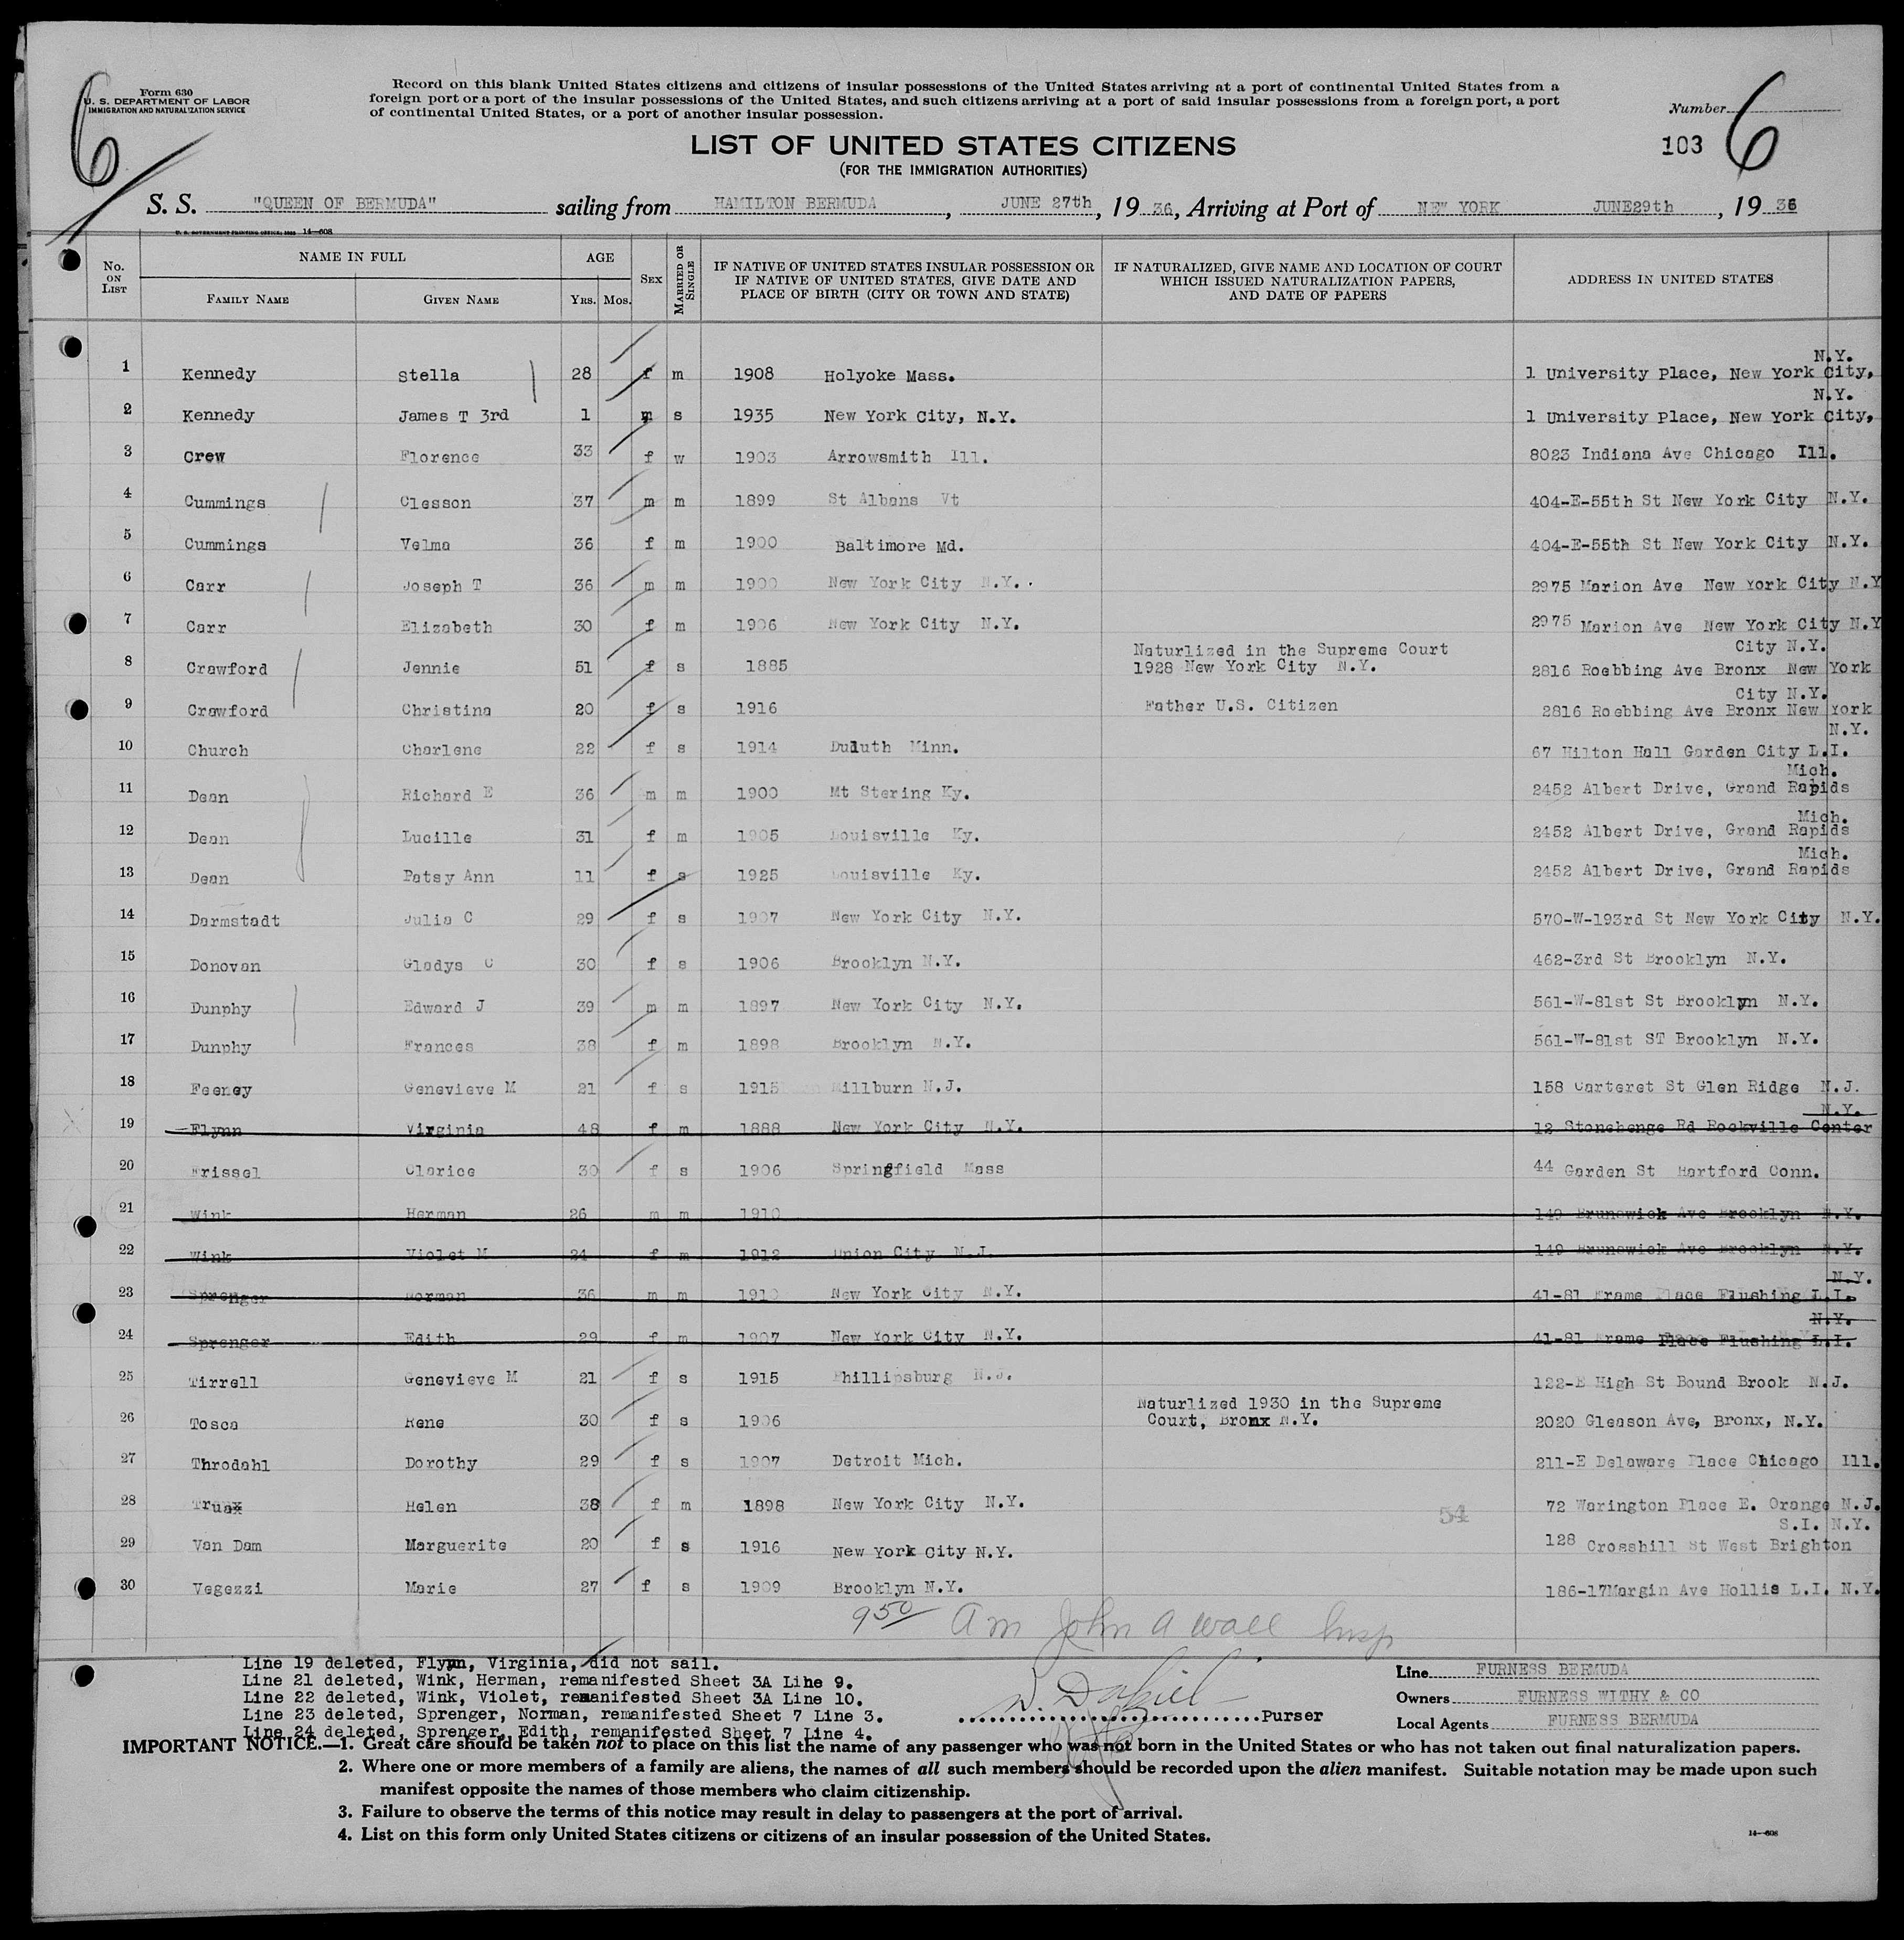 6
Form 630
U. S. DEPARTMENT OF LABOR
IMMIGRATION AND NATURALIZATION SERVICE
Record on this blank United States citizens and citizens of insular possessions of the United States arriving at a port of continental United States from a
foreign port or a port of the insular possessions of the United States, and such citizens arriving at a port of said insular possessions from a foreign port, a port
of continental United States, or a port of another insular possession.
Number 6
103
LIST OF UNITED STATES CITIZENS
(FOR THE IMMIGRATION AUTHORITIES)
S. S. "QUEEN OF BERMUDA" sailing from HAMILTON BERMUDA, JUNE 27th, 19 36, Arriving at Port of NEW YORK JUNE29th, 19 36
U. S. GOVERNMENT PRINTING OFFICE: 14—608
No. ON LIST NAME IN FULL FAMILY NAME GIVEN NAME AGE YRS. MOS. SEX MARRIED OR SINGLE IF NATIVE OF UNITED STATES INSULAR POSSESSION OR IF NATIVE OF UNITED STATES, GIVE DATE AND PLACE OF BIRTH (CITY OR TOWN AND STATE) IF NATURALIZED, GIVE NAME AND LOCATION OF COURT WHICH ISSUED NATURALIZATION PAPERS, AND DATE OF PAPERS ADDRESS IN UNITED STATES
1 Kennedy Stella 28 f m 1908 Holyoke Mass. 1 University Place, New York City, N.Y.
2 Kennedy James T 3rd 1 m s 1935 New York City, N.Y. 1 University Place, New York City, N.Y.
3 Crew Florence 33 f w 1903 Arrowsmith Ill. 8023 Indiana Ave Chicago Ill.
4 Cummings Clesson 37 m m 1899 St Albans Vt 404-E-55th St New York City N.Y.
5 Cummings Velma 36 f m 1900 Baltimore Md. 404-E-55th St New York City N.Y.
6 Carr Joseph T 36 m m 1900 New York City N.Y. 2975 Marion Ave New York City N.Y
7 Carr Elizabeth 30 f m 1906 New York City N.Y. 2975 Marion Ave New York City N.Y
8 Crawford Jennie 51 f s 1885 Naturlized in the Supreme Court 1928 New York City N.Y. 2816 Roebbing Ave Bronx New York City N.Y.
9 Crawford Christina 20 f s 1916 Father U.S. Citizen 2816 Roebbing Ave Bronx New York City N.Y.
10 Church Charlene 22 f s 1914 Duluth Minn. 67 Hilton Hall Garden City L.I. N.Y.
11 Dean Richard E 36 m m 1900 Mt Stering Ky. 2452 Albert Drive, Grand Rapids Mich.
12 Dean Lucille 31 f m 1905 Louisville Ky. 2452 Albert Drive, Grand Rapids Mich.
13 Dean Patsy Ann 11 f s 1925 Louisville Ky. 2452 Albert Drive, Grand Rapids Mich.
14 Darmstadt Julia C 29 f s 1907 New York City N.Y. 570-W-193rd St New York City N.Y.
15 Donovan Gladys C 30 f s 1906 Brooklyn N.Y. 462-3rd St Brooklyn N.Y.
16 Dunphy Edward J 39 m m 1897 New York City N.Y. 561-W-81st St Brooklyn N.Y.
17 Dunphy Frances 38 f m 1898 Brooklyn N.Y. 561-W-81st ST Brooklyn N.Y.
18 Feeney Genevieve M 21 f s 1915 Millburn N.J. 158 Carteret St Glen Ridge N.J.
19 Flynn Virginia 48 f m 1888 New York City N.Y. 12 Stonehenge Rd Rockville Center N.Y.
20 Frissel Clarice 30 f s 1906 Springfield Mass 44 Garden St Hartford Conn.
21 Wink Herman 26 m m 1910 149 Brunswick Ave Brooklyn N.Y.
22 Wink Violet M 24 f m 1912 Union City N.J. 149 Brunswick Ave Brooklyn N.Y.
23 Sprenger Norman 36 m m 1910 New York City N.Y. 41-81 Frame Place Flushing L.I. N.Y.
24 Sprenger Edith 29 f m 1907 New York City N.Y. 41-81 Frame Place Flushing L.I. N.Y.
25 Tirrell Genevieve M 21 f s 1915 Phillipsburg N.J. 122-E High St Bound Brook N.J.
26 Tosca Rene 30 f s 1906 Naturlized 1930 in the Supreme Court, Bronx N.Y. 2020 Gleason Ave, Bronx, N.Y.
27 Throdahl Dorothy 29 f s 1907 Detroit Mich. 211-E Delaware Place Chicago Ill.
28 Truax Helen 38 f m 1898 New York City N.Y. 54 72 Warington Place E. Orange N.J.
29 Van Dam Marguerite 20 f s 1916 New York City N.Y. 128 Crosshill St West Brighton S.I. N.Y.
30 Vegezzi Marie 27 f s 1909 Brooklyn N.Y. 186-17Margin Ave Hollis L.I. N.Y.
950 Am John A Wall Insp
Line 19 deleted, Flynn, Virginia, did not sail.
Line 21 deleted, Wink, Herman, remanifested Sheet 3A Lihe 9.
Line 22 deleted, Wink, Violet, remanifested Sheet 3A Line 10.
Line 23 deleted, Sprenger, Norman, remanifested Sheet 7 Line 3.
Line 24 deleted, Sprenger, Edith, remanifested Sheet 7 Line 4.
Purser
Line FURNESS BERMUDA
Owners FURNESS WITHY & CO
Local Agents FURNESS BERMUDA
IMPORTANT NOTICE.—1. Great care should be taken not to place on this list the name of any passenger who was not born in the United States or who has not taken out final naturalization papers.
2. Where one or more members of a family are aliens, the names of all such members should be recorded upon the alien manifest. Suitable notation may be made upon such
manifest opposite the names of those members who claim citizenship.
3. Failure to observe the terms of this notice may result in delay to passengers at the port of arrival.
4. List on this form only United States citizens or citizens of an insular possession of the United States.
14—608